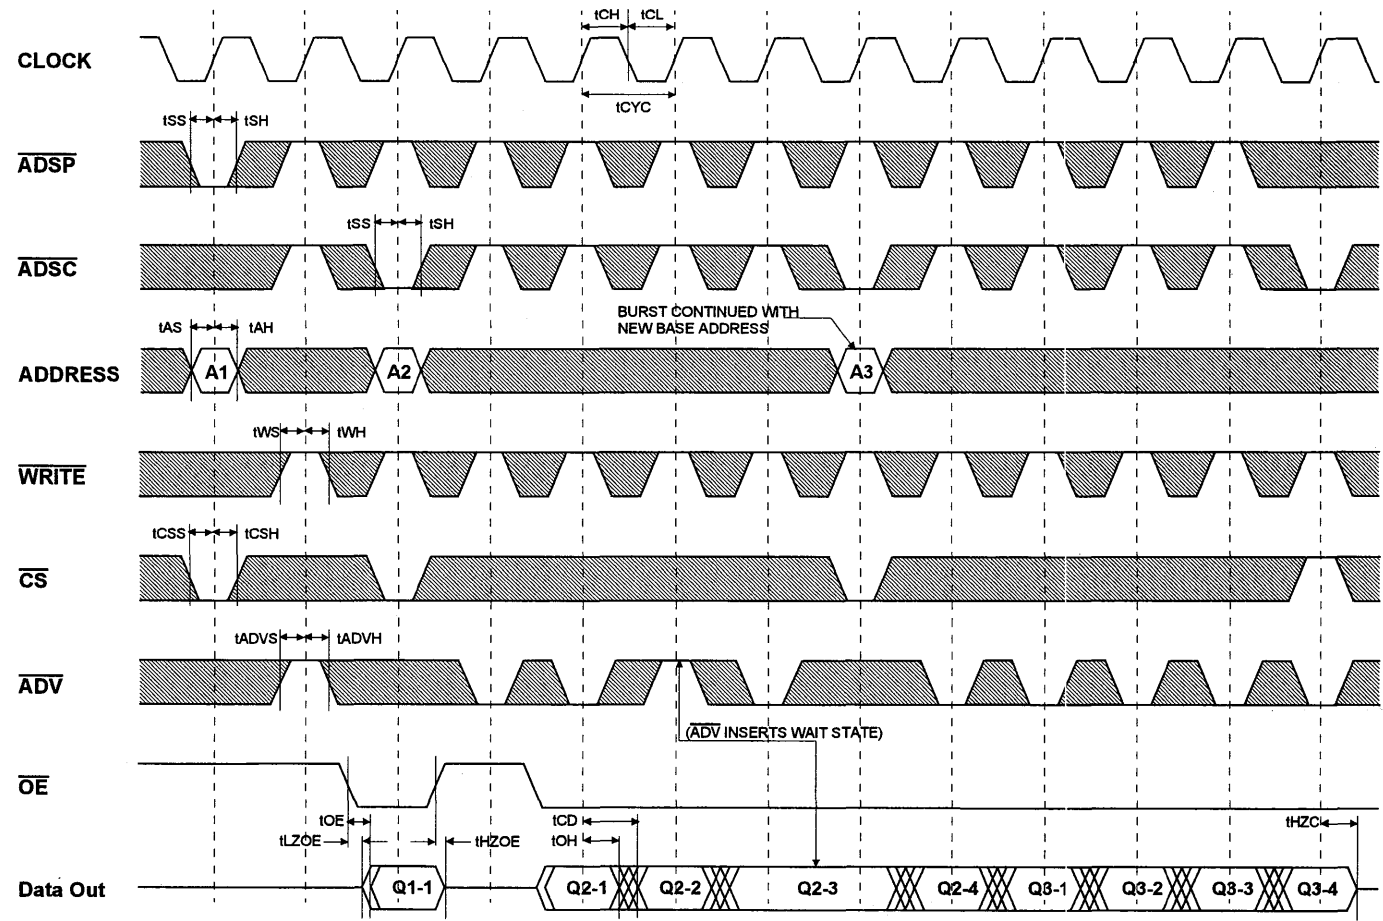 tCH tCL
CLOCK
tCYC
tSS tSH
ADSP
tSS tSH
ADSC
BURST CONTINUED WITH
NEW BASE ADDRESS
tAS tAH
ADDRESS A1 A2 A3
tWS tWH
WRITE
tCSS tCSH
CS
tADVS tADVH
ADV
(ADV INSERTS WAIT STATE)
OE
tOE tCD tHZC
tLZOE tHZOE tOH
Data Out Q1-1 Q2-1 Q2-2 Q2-3 Q2-4 Q3-1 Q3-2 Q3-3 Q3-4